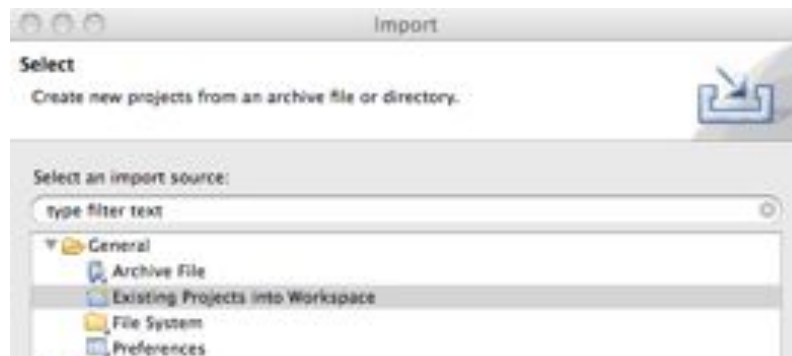 Import
Select
Create new projects from an archive file or directory.
Select an import source:
type filter text
General
Archive File
Existing Projects into Workspace
File System
Preferences